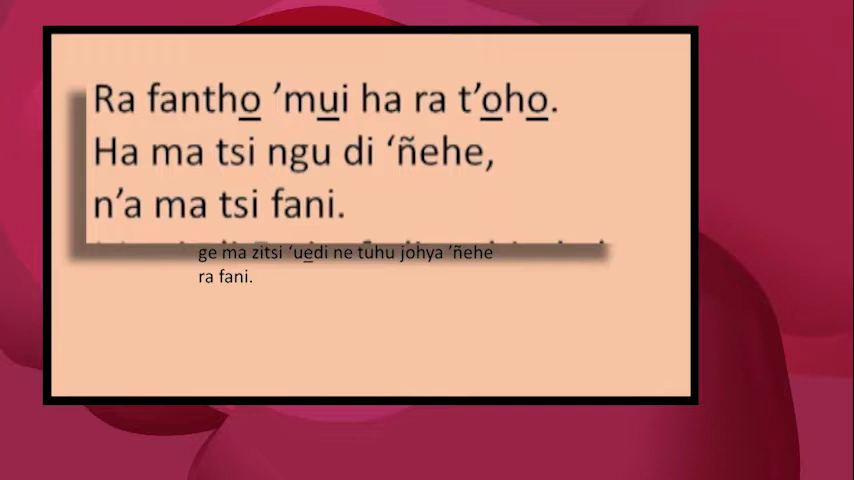 Ra fantho̲ ’mu̲i ha ra t’o̲ho̲.
Ha ma tsi ngu di ‘ñehe,
n’a ma tsi fani.
ge ma zitsi ‘ue̲di ne tuhu johya ’ñehe
ra fani.